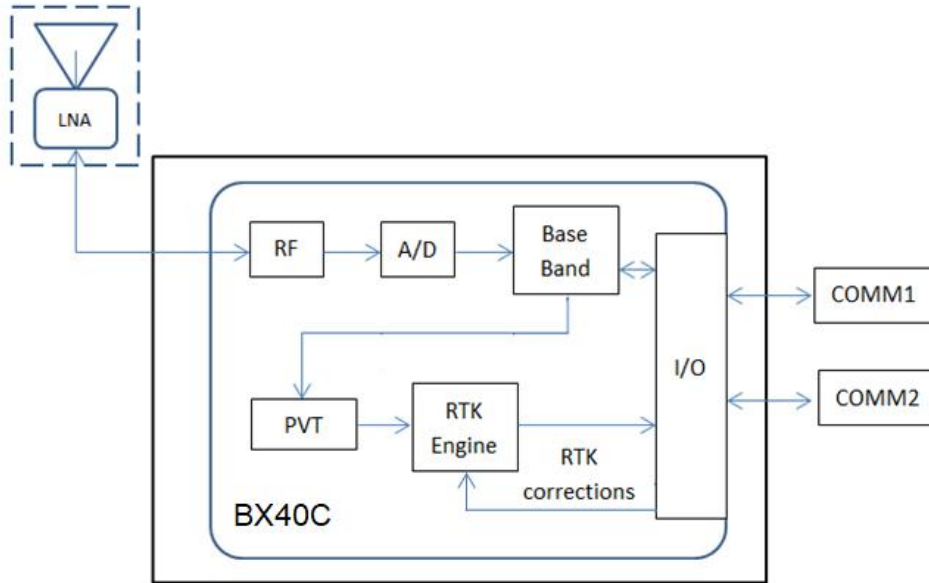 LNA
RF
A/D
Base
Band
COMM1
I/O
COMM2
PVT
RTK
Engine
RTK
corrections
BX40C